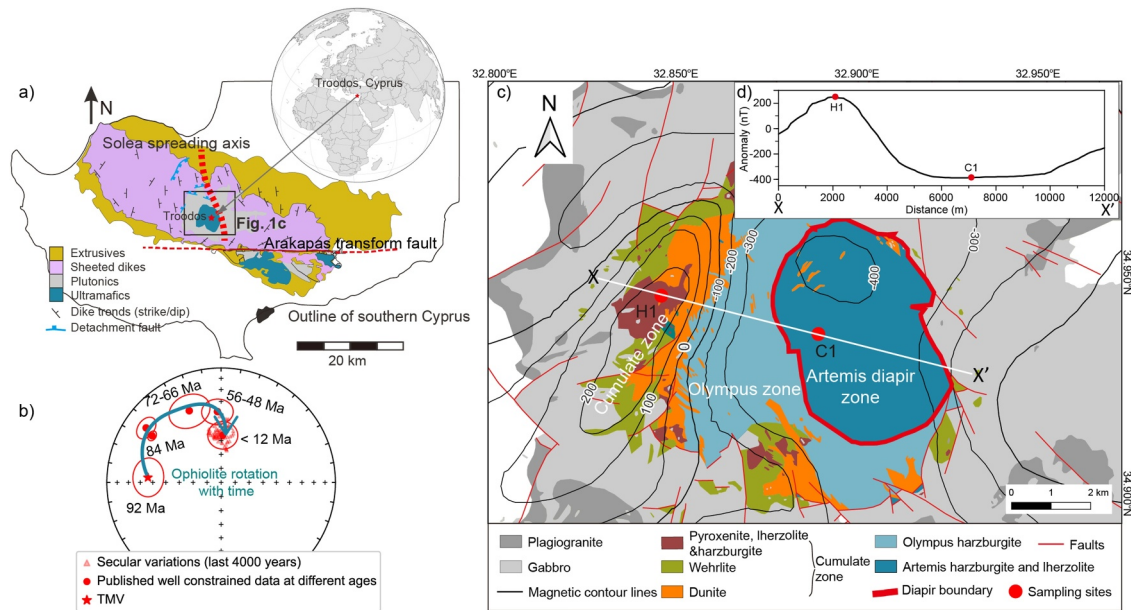 a)
N
Troodos, Cyprus
Solea spreading axis
Troodos
Fig. 1c
Arakapas transform fault
Extrusives
Sheeted dikes
Plutonics
Ultramafics
Dike trends (strike/dip)
Detachment fault
Outline of southern Cyprus
20 km
b)
72-66 Ma
56-48 Ma
84 Ma
< 12 Ma
Ophiolite rotation
with time
92 Ma
Secular variations (last 4000 years)
Published well constrained data at different ages
TMV
32.800°E
32.850°E
32.900°E
32.950°E
c)
N
d)
Anomaly (nT)
200
0
-200
-400
H1
C1
0
2000
4000
6000
8000
10000
12000
X
Distance (m)
X'
34.950°N
34.900°N
-300
-200
-100
0
-400
-300
200
100
X
H1
Cumulate zone
C1
Olympus zone
Artemis diapir
zone
X'
0 1 2 km
Plagiogranite
Gabbro
Magnetic contour lines
Pyroxenite, lherzolite
&harzburgite
Wehrlite
Dunite
Cumulate
zone
Olympus harzburgite
Artemis harzburgite and lherzolite
Diapir boundary
Faults
Sampling sites